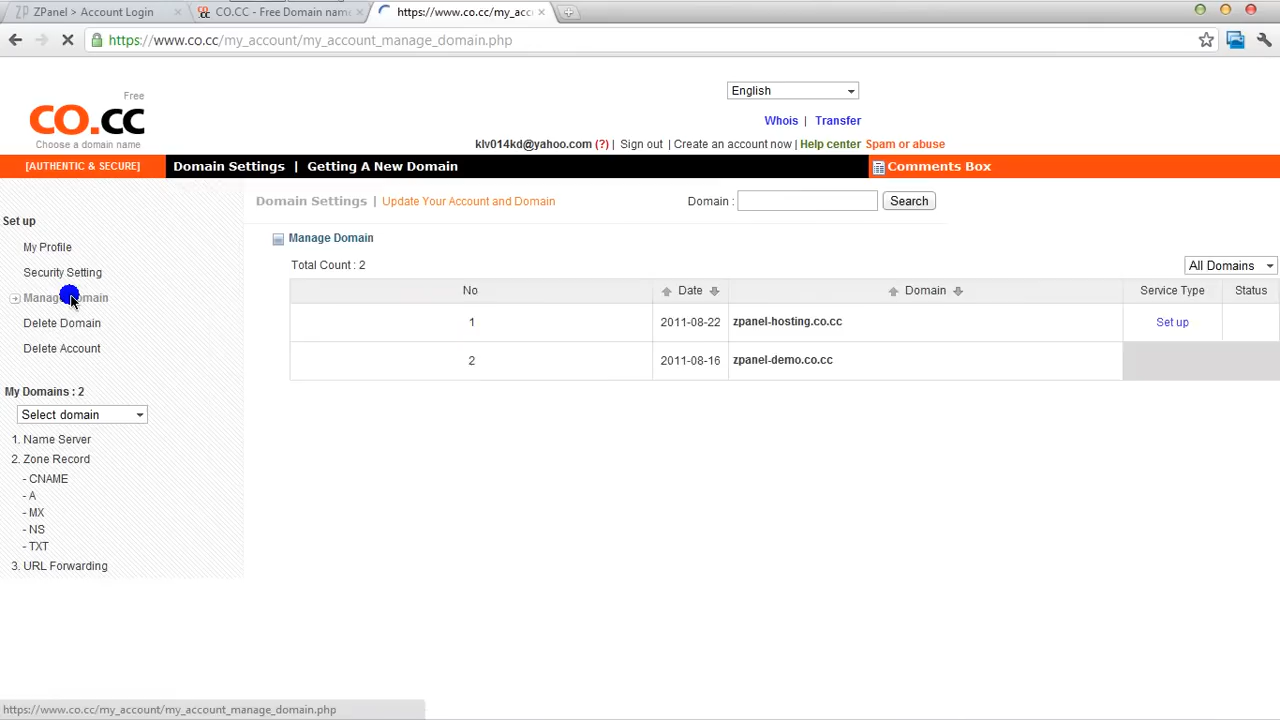 ZPanel > Account Login
CO.CC - Free Domain nam
https://www.co.cc/my_acc
https://www.co.cc/my_account/my_account_manage_domain.php
Free
co.cc
Choose a domain name
English
Whois | Transfer
klv014kd@yahoo.com (?) | Sign out | Create an account now | Help center Spam or abuse
[AUTHENTIC & SECURE] Domain Settings | Getting A New Domain Comments Box
Domain Settings | Update Your Account and Domain Domain : Search
Set up
My Profile
Security Setting
Manage Domain
Delete Domain
Delete Account
My Domains : 2
Select domain
1. Name Server
2. Zone Record
- CNAME
- A
- MX
- NS
- TXT
3. URL Forwarding
Manage Domain
Total Count : 2 All Domains
No Date Domain Service Type Status
1 2011-08-22 zpanel-hosting.co.cc Set up
2 2011-08-16 zpanel-demo.co.cc
https://www.co.cc/my_account/my_account_manage_domain.php